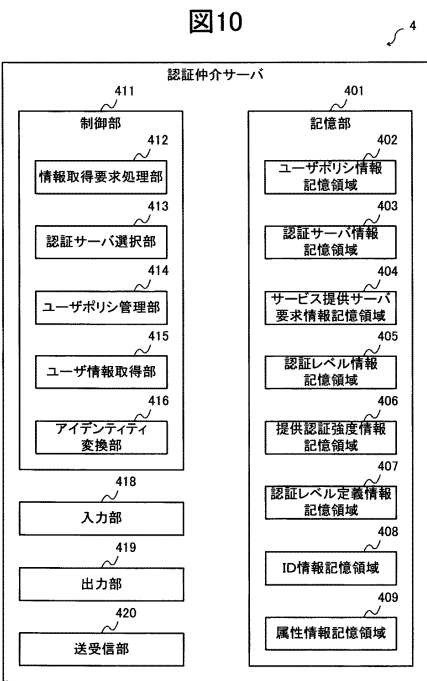 図10
4
認証仲介サーバ
411
制御部
412
情報取得要求処理部
413
認証サーバ選択部
414
ユーザポリシ管理部
415
ユーザ情報取得部
416
アイデンティティ
変換部
418
入力部
419
出力部
420
送受信部
401
記憶部
402
ユーザポリシ情報
記憶領域
403
認証サーバ情報
記憶領域
404
サービス提供サーバ
要求情報記憶領域
405
認証レベル情報
記憶領域
406
提供認証強度情報
記憶領域
407
認証レベル定義情報
記憶領域
408
ID情報記憶領域
409
属性情報記憶領域